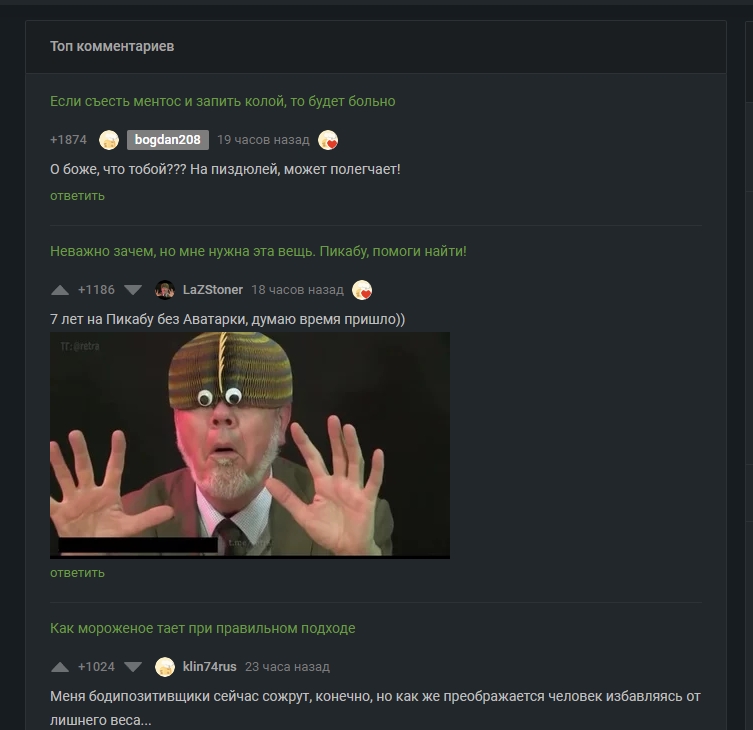 Топ комментариев
Если съесть ментос и запить колой, то будет больно
+1874 bogdan208 19 часов назад
О боже, что тобой??? На пиздюлей, может полегчает!
ответить
Неважно зачем, но мне нужна эта вещь. Пикабу, помоги найти!
+1186 LaZStoner 18 часов назад
7 лет на Пикабу без Аватарки, думаю время пришло))
ответить
Как мороженое тает при правильном подходе
+1024 klin74rus 23 часа назад
Меня бодипозитивщики сейчас сожрут, конечно, но как же преображается человек избавляясь от
лишнего веса...